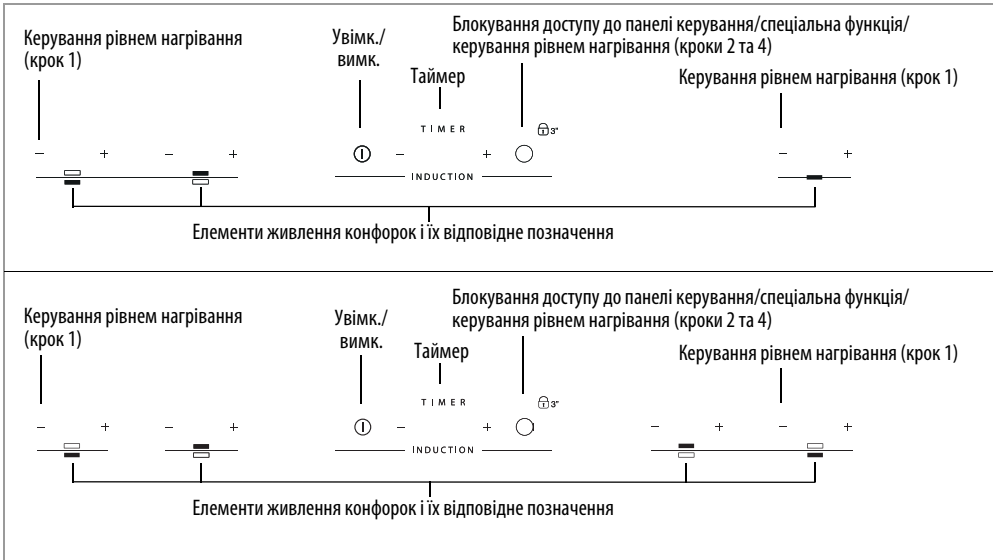 Керування рівнем нагрівання
(крок 1)
Увімк./
вимк.
Таймер
Блокування доступу до панелі керування/спеціальна функція/
керування рівнем нагрівання (кроки 2 та 4)
Керування рівнем нагрівання (крок 1)
TIMER
3"
− + − + − + − +
INDUCTION
Елементи живлення конфорок і їх відповідне позначення
Керування рівнем нагрівання
(крок 1)
Увімк./
вимк.
Таймер
Блокування доступу до панелі керування/спеціальна функція/
керування рівнем нагрівання (кроки 2 та 4)
Керування рівнем нагрівання (крок 1)
TIMER
3"
− + − + − + − + − +
INDUCTION
Елементи живлення конфорок і їх відповідне позначення